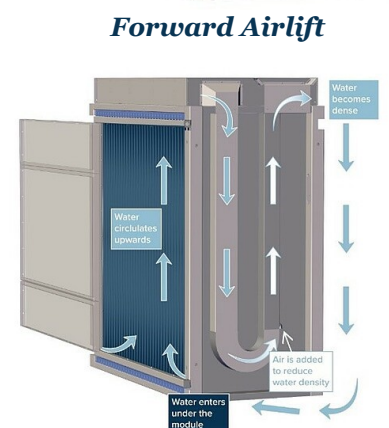 Forward Airlift
Water
becomes
dense
Water
circlulates
upwards
Air is added
to reduce
water density
Water enters
under the
module